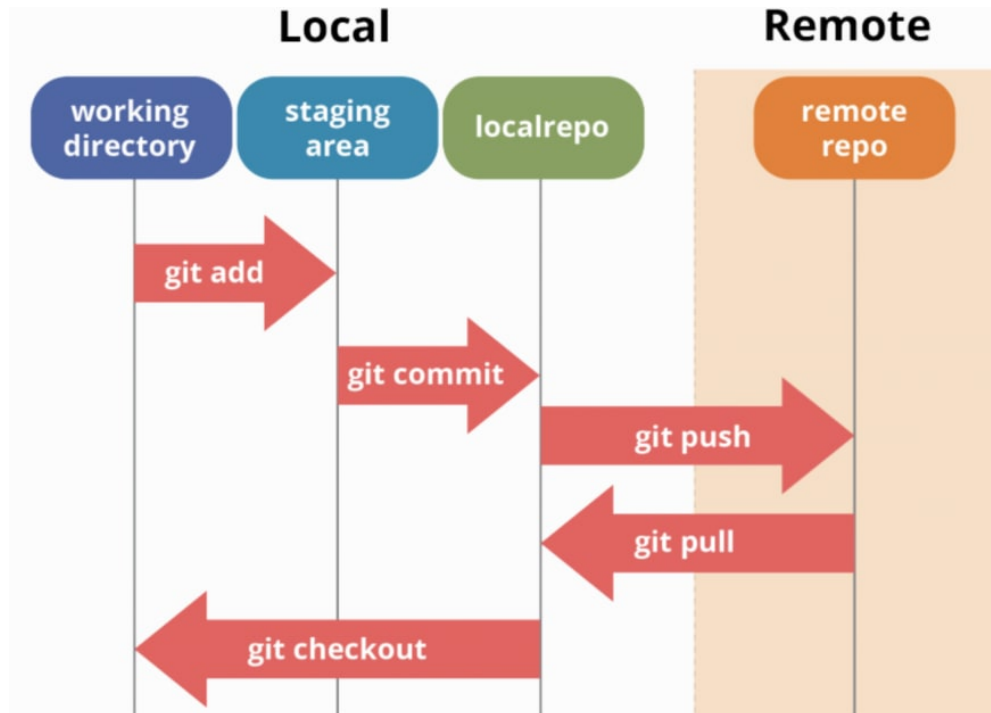 Local
Remote
working
directory
staging
area
localrepo
remote
repo
git add
git commit
git push
git pull
git checkout